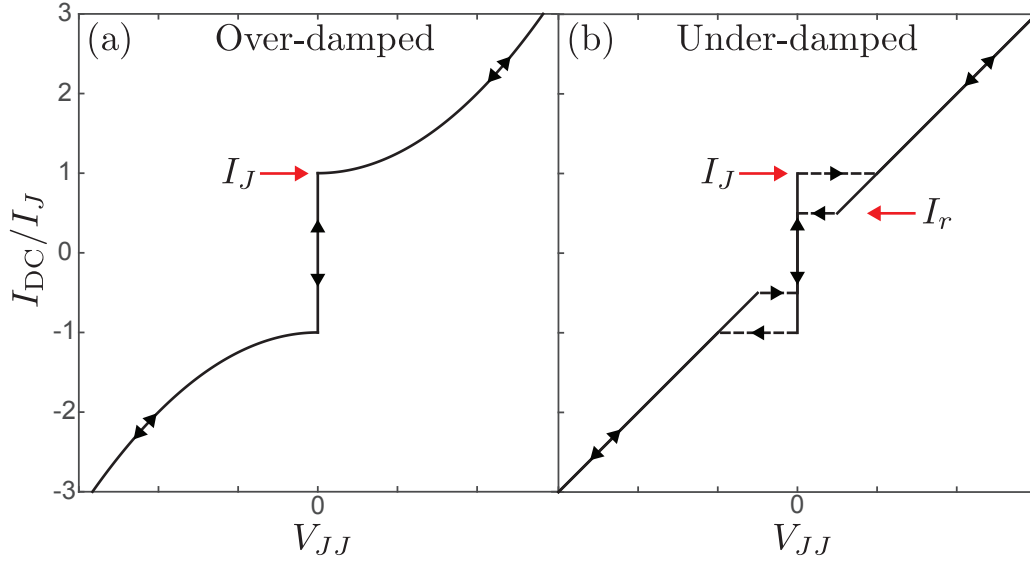 (a) Over-damped
(b) Under-damped
3
2
1
0
-1
-2
-3
I_DC/I_J
I_J
I_J
I_r
0
0
V_JJ
V_JJ